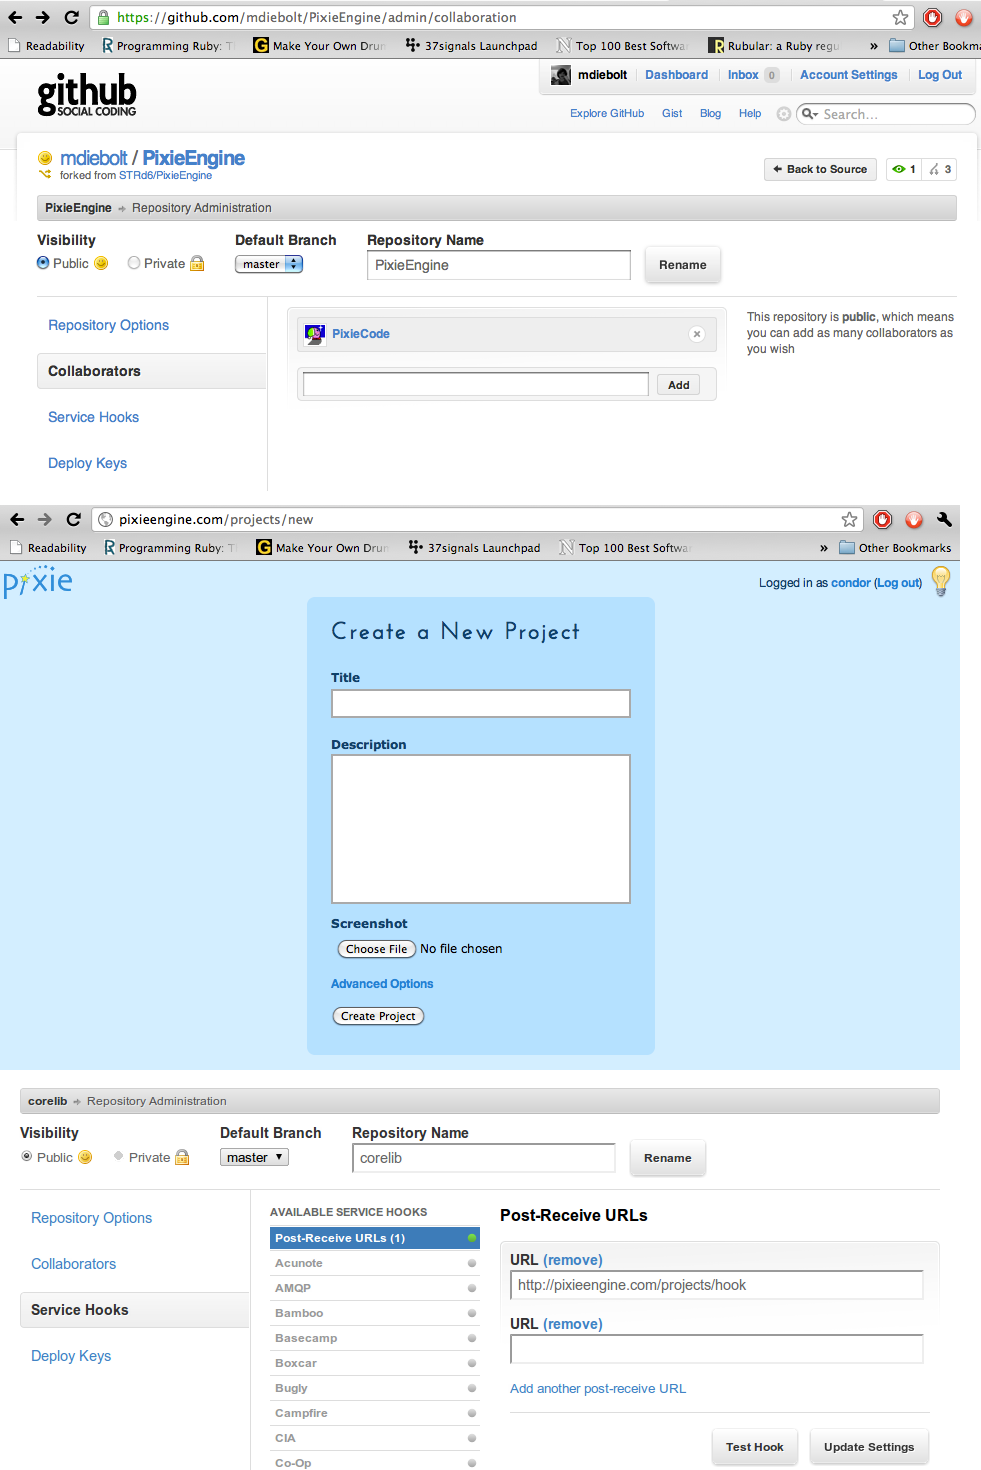 https://github.com/mdiebolt/PixieEngine/admin/collaboration
Readability Programming Ruby: T Make Your Own Drun 37signals Launchpad Top 100 Best Softwa Rubular: a Ruby regu » Other Bookma
github
SOCIAL CODING
mdiebolt Dashboard Inbox 0 Account Settings Log Out
Explore GitHub Gist Blog Help Search...
mdiebolt / PixieEngine
forked from STRd6/PixieEngine
Back to Source 1 3
PixieEngine Repository Administration
Visibility Default Branch Repository Name
Public Private master PixieEngine Rename
Repository Options
Collaborators
Service Hooks
Deploy Keys
PixieCode
Add
This repository is public, which means
you can add as many collaborators as
you wish
pixieengine.com/projects/new
Readability Programming Ruby: T Make Your Own Drun 37signals Launchpad Top 100 Best Softwa » Other Bookmarks
pixie
Logged in as condor (Log out)
Create a New Project
Title
Description
Screenshot
Choose File No file chosen
Advanced Options
Create Project
corelib Repository Administration
Visibility Default Branch Repository Name
Public Private master corelib Rename
Repository Options
Collaborators
Service Hooks
Deploy Keys
AVAILABLE SERVICE HOOKS
Post-Receive URLs (1)
Acunote
AMQP
Bamboo
Basecamp
Boxcar
Bugly
Campfire
CIA
Co-Op
Post-Receive URLs
URL (remove)
http://pixieengine.com/projects/hook
URL (remove)
Add another post-receive URL
Test Hook Update Settings